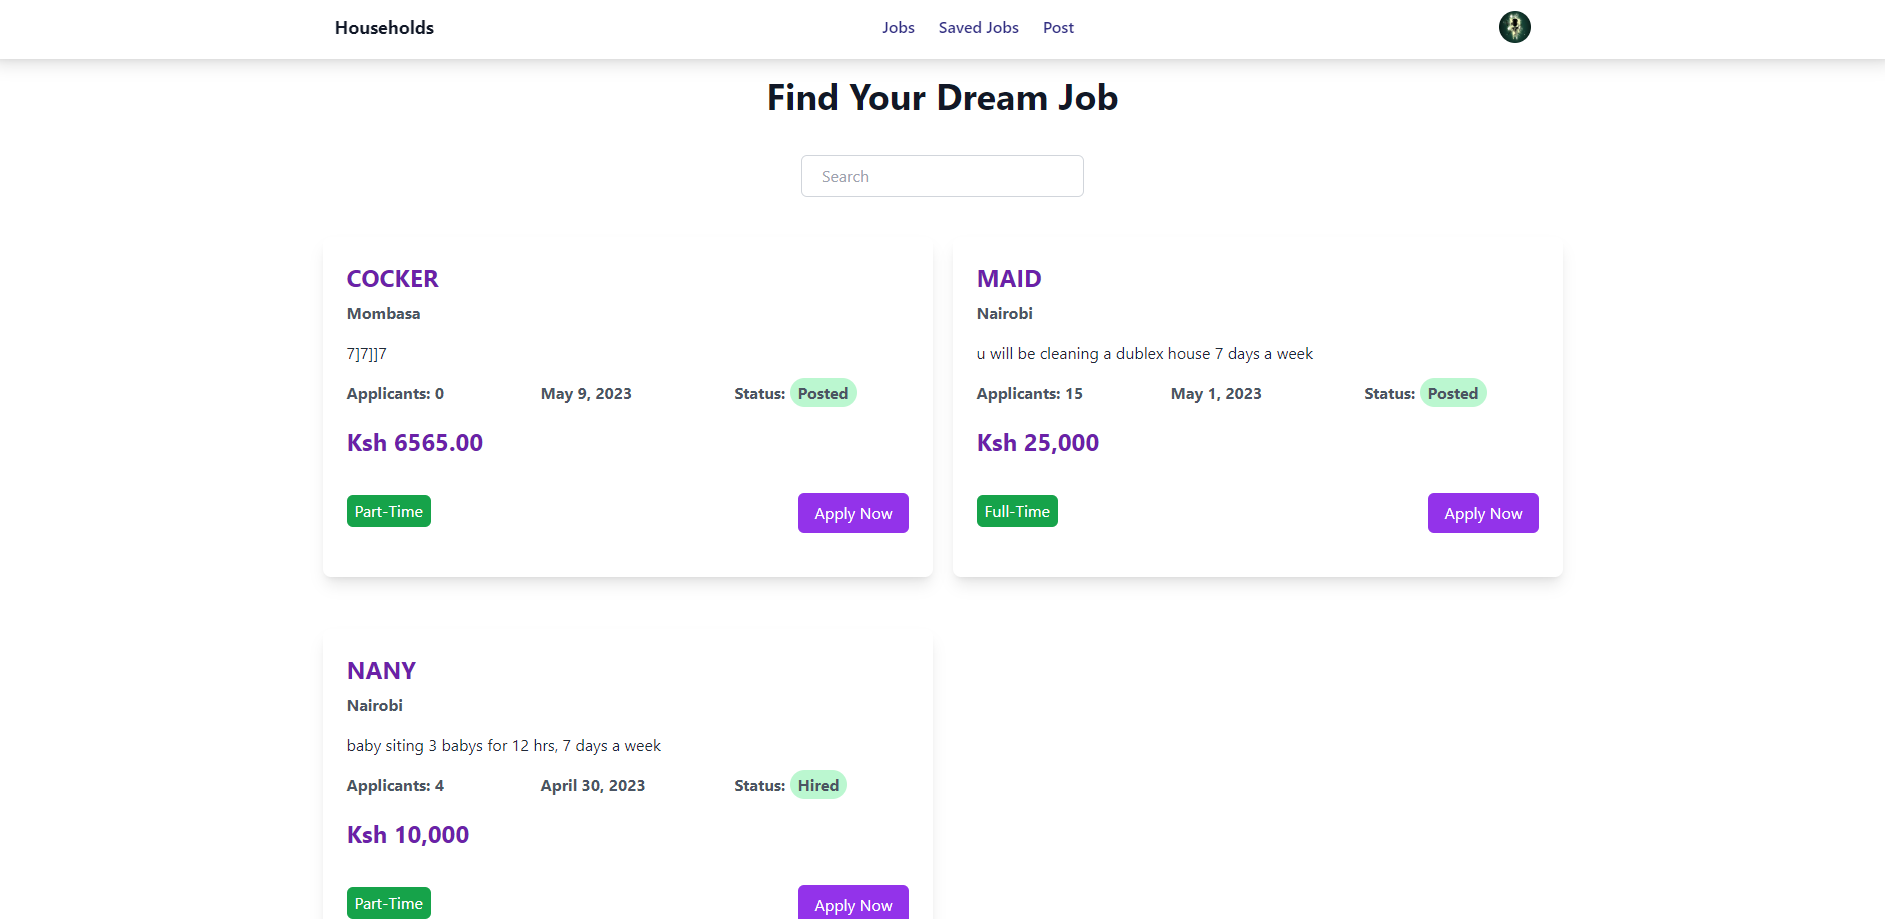 Households Jobs Saved Jobs Post
Find Your Dream Job
Search
COCKER
Mombasa
7]7]]7
Applicants: 0 May 9, 2023 Status: Posted
Ksh 6565.00
Part-Time Apply Now
MAID
Nairobi
u will be cleaning a dublex house 7 days a week
Applicants: 15 May 1, 2023 Status: Posted
Ksh 25,000
Full-Time Apply Now
NANY
Nairobi
baby siting 3 babys for 12 hrs, 7 days a week
Applicants: 4 April 30, 2023 Status: Hired
Ksh 10,000
Part-Time Apply Now